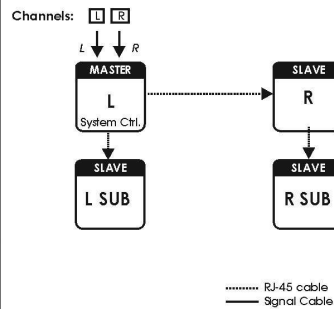 Channels: L R
L R
MASTER
L
System Ctrl.
SLAVE
R
SLAVE
L SUB
SLAVE
R SUB
RJ-45 cable
Signal Cable